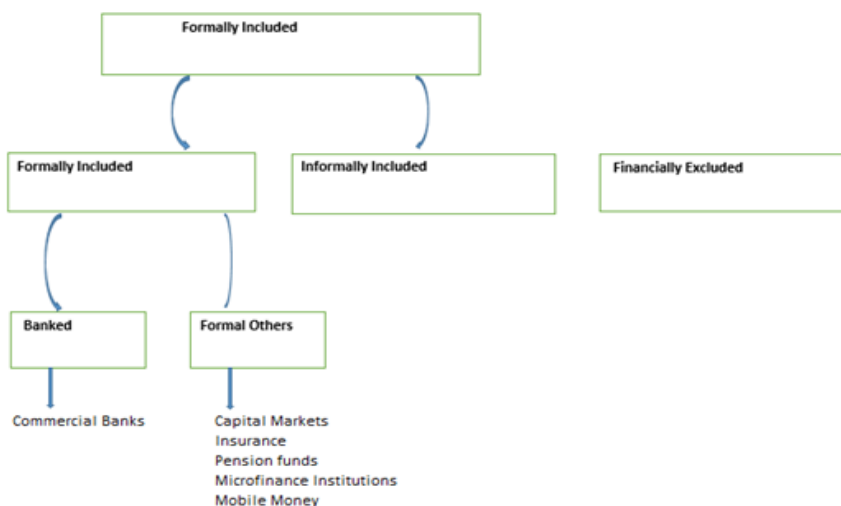 Formally Included
Formally Included
Informally Included
Financially Excluded
Banked
Formal Others
Commercial Banks
Capital Markets
Insurance
Pension funds
Microfinance Institutions
Mobile Money